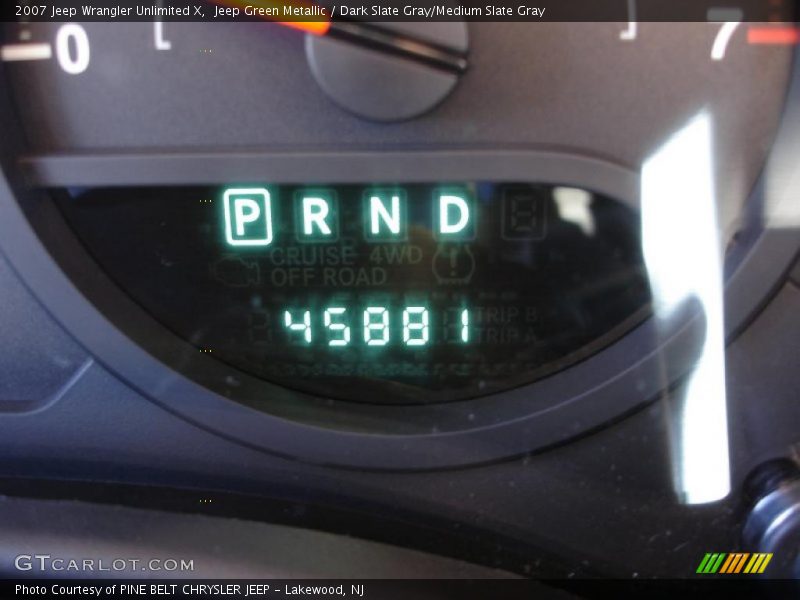 2007 Jeep Wrangler Unlimited X,  Jeep Green Metallic / Dark Slate Gray/Medium Slate Gray
0
7
P R N D
CRUISE 4WD
OFF ROAD
45881
TRIP B
TRIP A
GTCARLOT.COM
Photo Courtesy of PINE BELT CHRYSLER JEEP - Lakewood, NJ